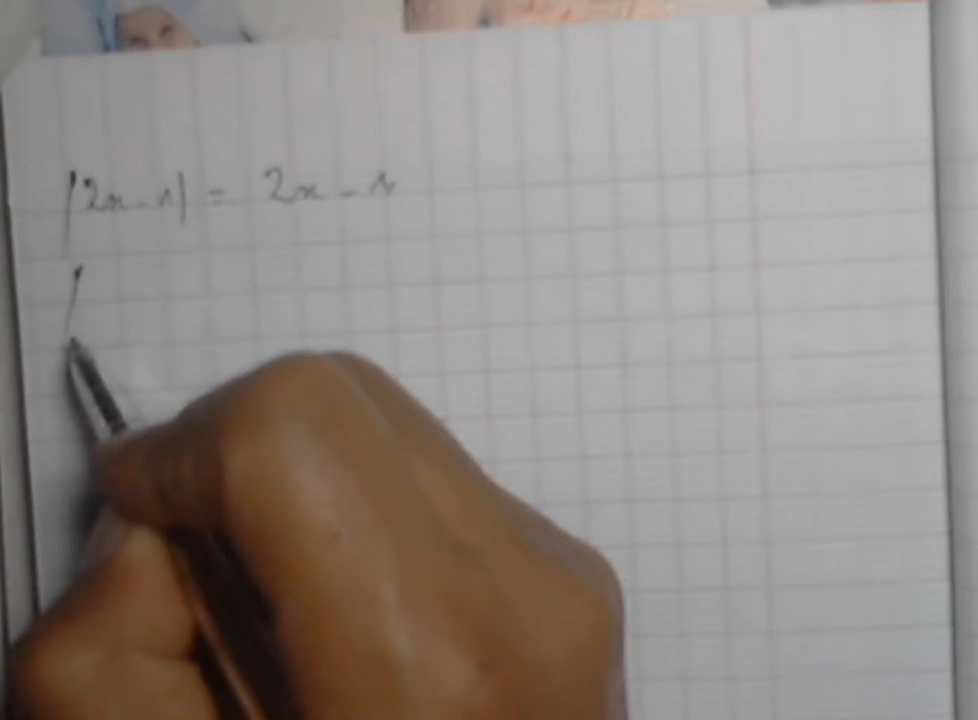 |2x-1| = 2x-1
|